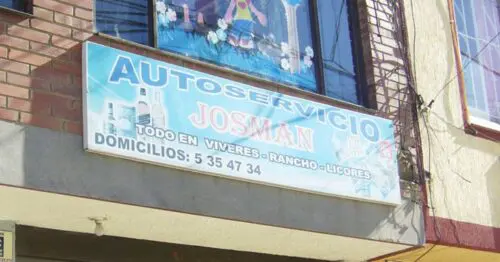 AUTOSERVICIO
JOSMAN
TODO EN VIVERES - RANCHO - LICORES
DOMICILIOS: 5 35 47 34